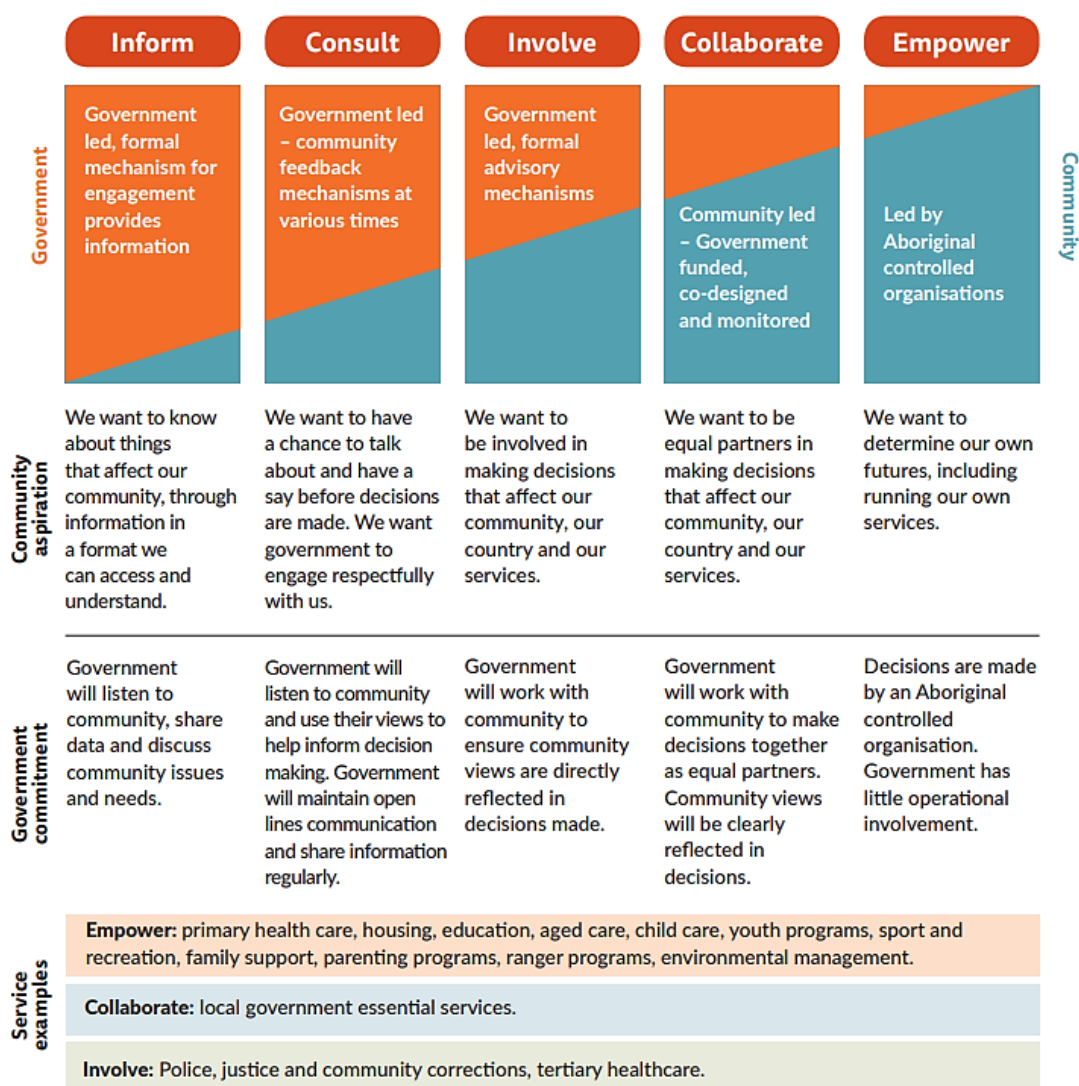 Inform
Consult
Involve
Collaborate
Empower
Government
Government
led, formal
mechanism for
engagement
provides
information
Government led
– community
feedback
mechanisms at
various times
Government
led, formal
advisory
mechanisms
Community led
– Government
funded,
co-designed
and monitored
Led by
Aboriginal
controlled
organisations
Community
Community
aspiration
We want to know
about things
that affect our
community, through
information in
a format we
can access and
understand.
We want to have
a chance to talk
about and have a
say before decisions
are made. We want
government to
engage respectfully
with us.
We want to
be involved in
making decisions
that affect our
community, our
country and our
services.
We want to be
equal partners in
making decisions
that affect our
community, our
country and our
services.
We want to
determine our own
futures, including
running our own
services.
Government
commitment
Government
will listen to
community, share
data and discuss
community issues
and needs.
Government will
listen to community
and use their views to
help inform decision
making. Government
will maintain open
lines communication
and share information
regularly.
Government
will work with
community to
ensure community
views are directly
reflected in
decisions made.
Government
will work with
community to make
decisions together
as equal partners.
Community views
will be clearly
reflected in
decisions.
Decisions are made
by an Aboriginal
controlled
organisation.
Government has
little operational
involvement.
Service
examples
Empower: primary health care, housing, education, aged care, child care, youth programs, sport and
recreation, family support, parenting programs, ranger programs, environmental management.
Collaborate: local government essential services.
Involve: Police, justice and community corrections, tertiary healthcare.